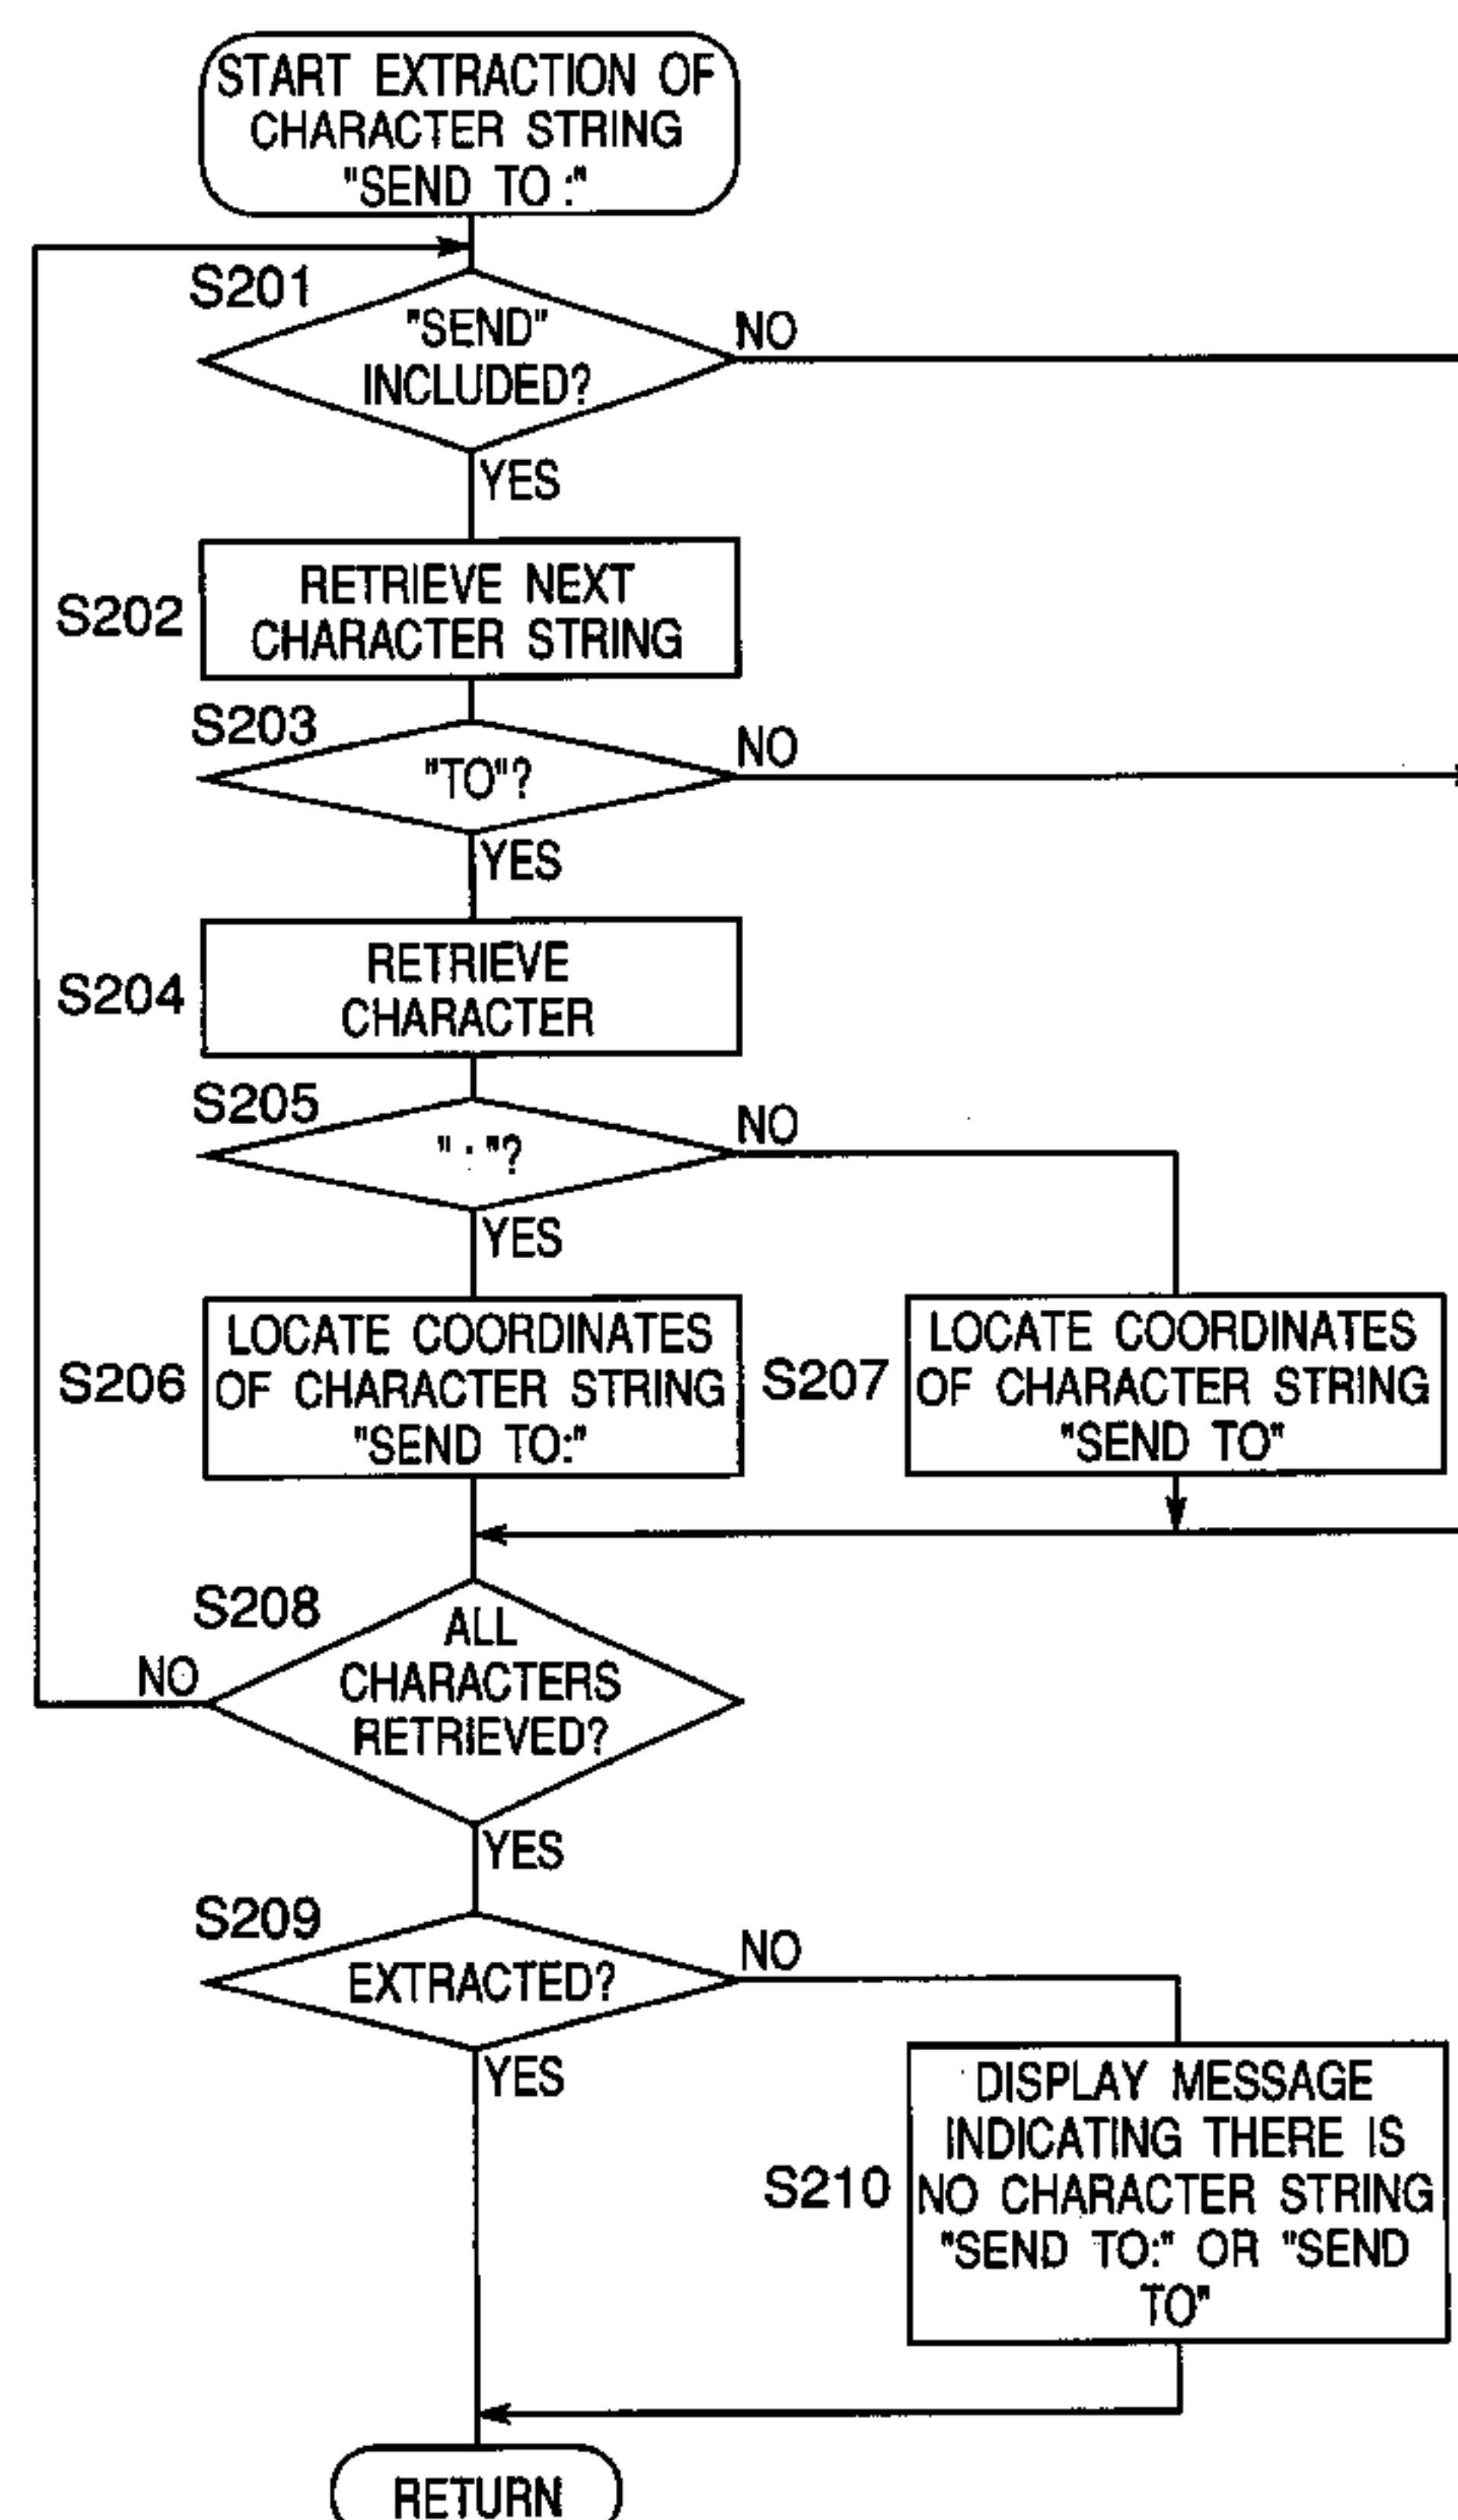 START EXTRACTION OF
CHARACTER STRING
"SEND TO :"
S201
"SEND"
INCLUDED?
NO
YES
S202
RETRIEVE NEXT
CHARACTER STRING
S203
"TO"?
NO
YES
S204
RETRIEVE
CHARACTER
S205
" : "?
NO
YES
S206
LOCATE COORDINATES
OF CHARACTER STRING
"SEND TO:"
S207
LOCATE COORDINATES
OF CHARACTER STRING
"SEND TO"
S208
ALL
CHARACTERS
RETRIEVED?
NO
YES
S209
EXTRACTED?
NO
YES
S210
DISPLAY MESSAGE
INDICATING THERE IS
NO CHARACTER STRING
"SEND TO:" OR "SEND
TO"
RETURN